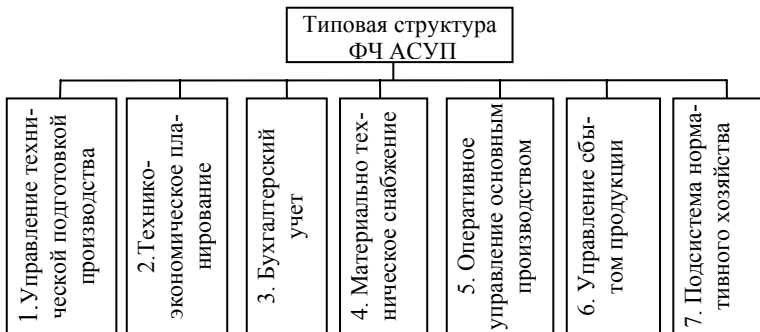 Типовая структура
ФЧ АСУП
1.Управление техни-
ческой подготовкой
производства
2.Технико-
экономическое пла-
нирование
3. Бухгалтерский
учет
4. Материально тех-
ническое снабжение
5. Оперативное
управление основным
производством
6. Управление сбы-
том продукции
7. Подсистема норма-
тивного хозяйства